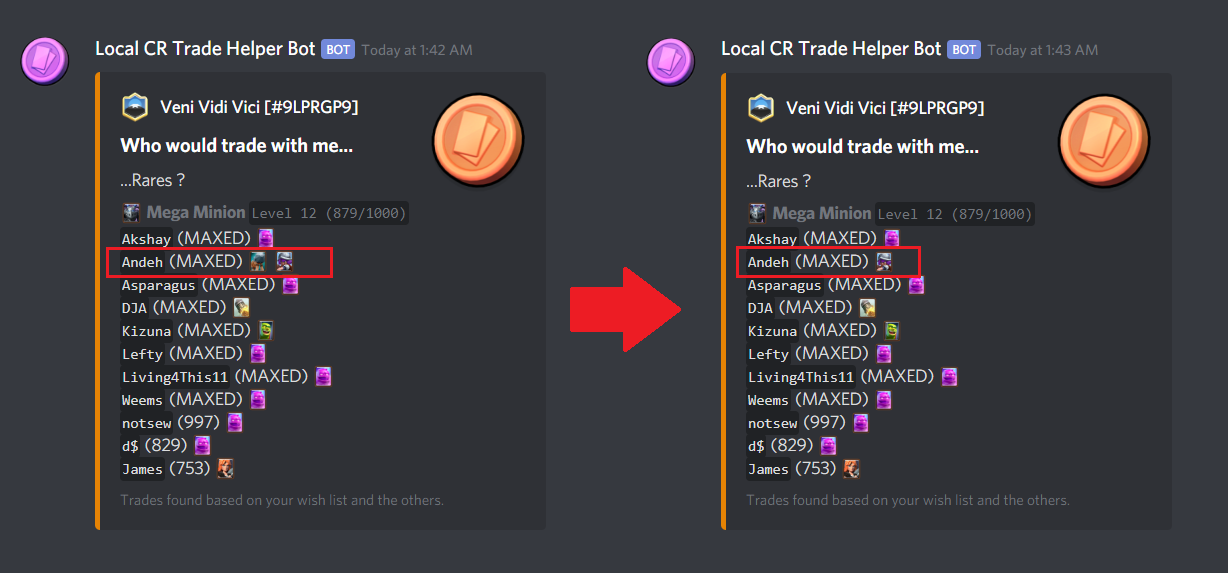 Local CR Trade Helper Bot BOT Today at 1:42 AM
Veni Vidi Vici [#9LPRGP9]
Who would trade with me...
...Rares ?
Mega Minion Level 12 (879/1000)
Akshay (MAXED)
Andeh (MAXED)
Asparagus (MAXED)
DJA (MAXED)
Kizuna (MAXED)
Lefty (MAXED)
Living4This11 (MAXED)
Weems (MAXED)
notsew (997)
d$ (829)
James (753)
Trades found based on your wish list and the others.
Local CR Trade Helper Bot BOT Today at 1:43 AM
Veni Vidi Vici [#9LPRGP9]
Who would trade with me...
...Rares ?
Mega Minion Level 12 (879/1000)
Akshay (MAXED)
Andeh (MAXED)
Asparagus (MAXED)
DJA (MAXED)
Kizuna (MAXED)
Lefty (MAXED)
Living4This11 (MAXED)
Weems (MAXED)
notsew (997)
d$ (829)
James (753)
Trades found based on your wish list and the others.